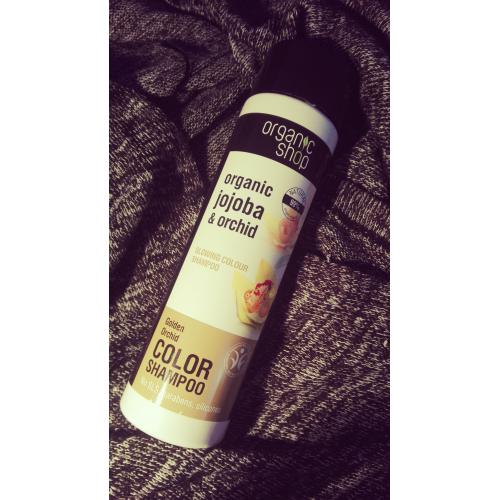 organic
shop
organic
jojoba
& orchid
GLOWING COLOUR
SHAMPOO
Golden
Orchid
COLOR
SHAMPOO
parabens, silicones